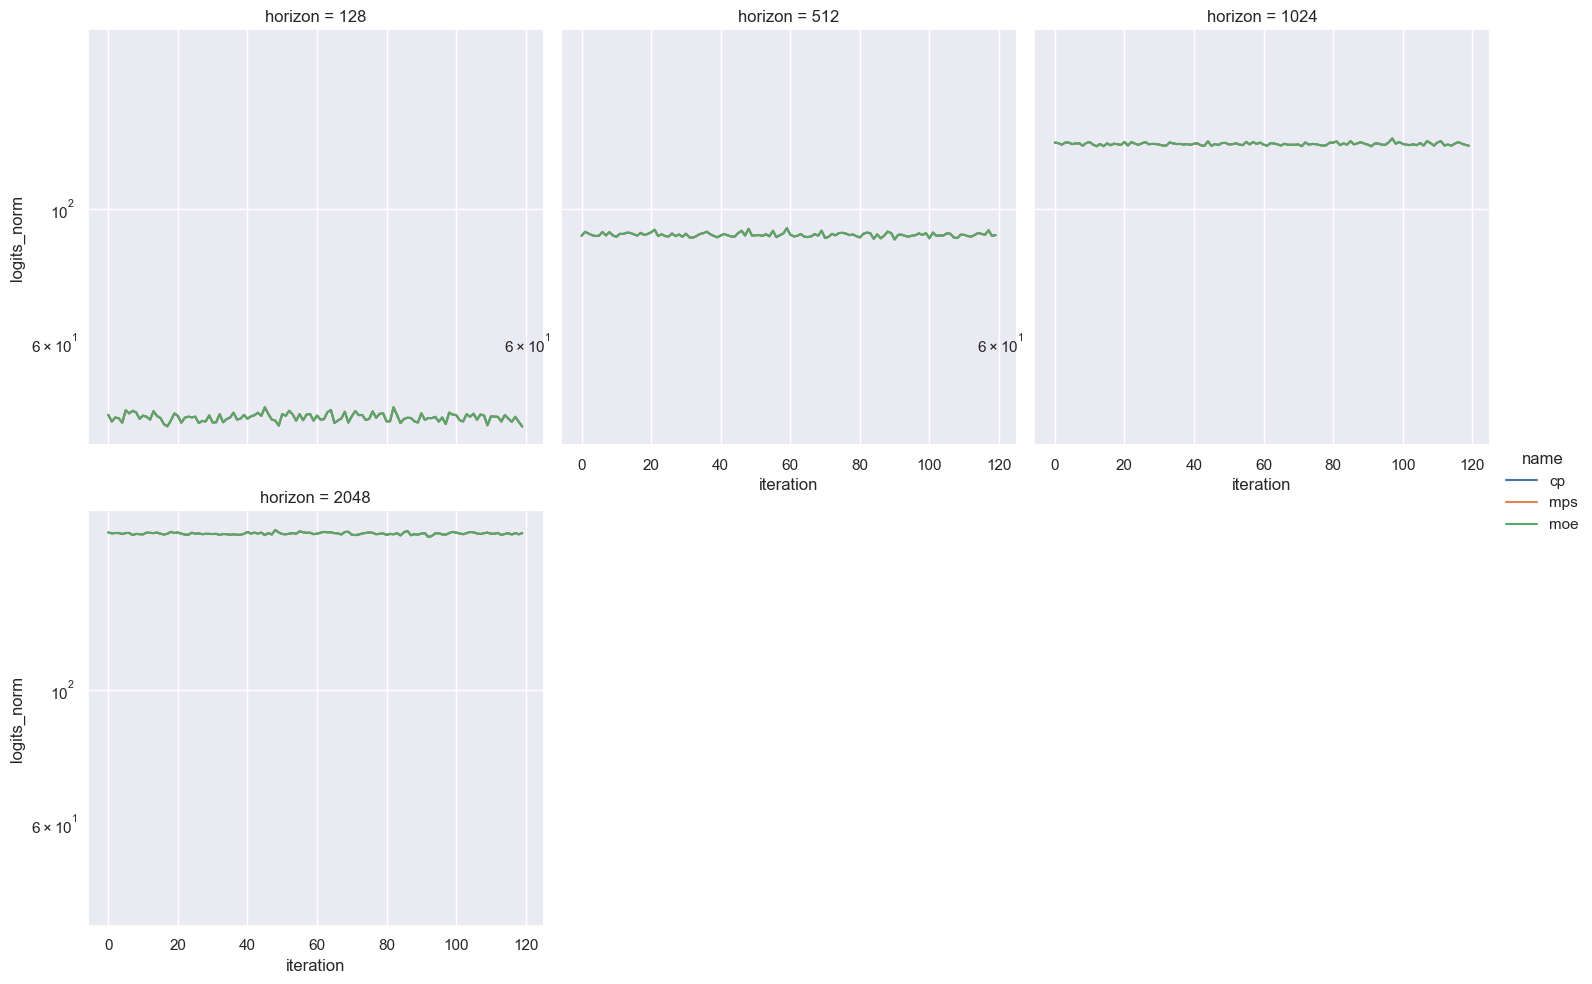 horizon = 128
horizon = 512
horizon = 1024
logits_norm
10²
6 × 10¹
6 × 10¹
6 × 10¹
0 20 40 60 80 100 120
0 20 40 60 80 100 120
iteration
iteration
name
cp
mps
moe
horizon = 2048
logits_norm
10²
6 × 10¹
0 20 40 60 80 100 120
iteration